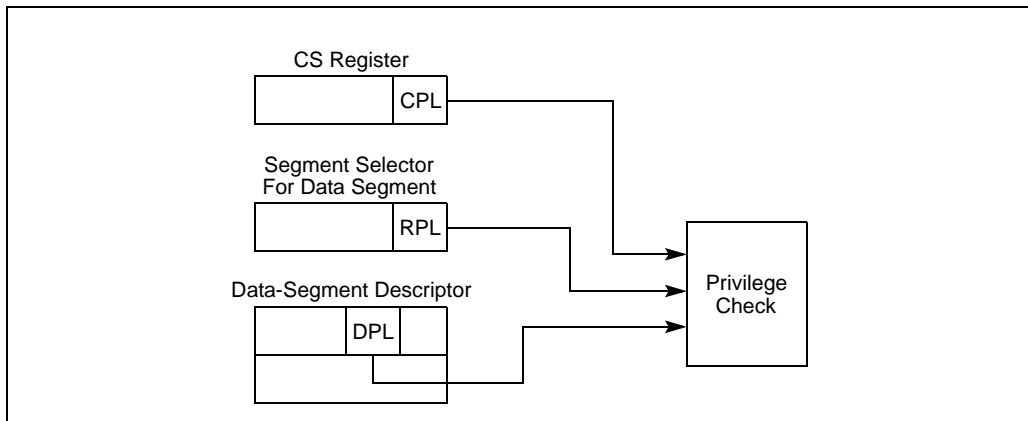 CS Register
CPL
Segment Selector
For Data Segment
RPL
Data-Segment Descriptor
DPL
Privilege
Check